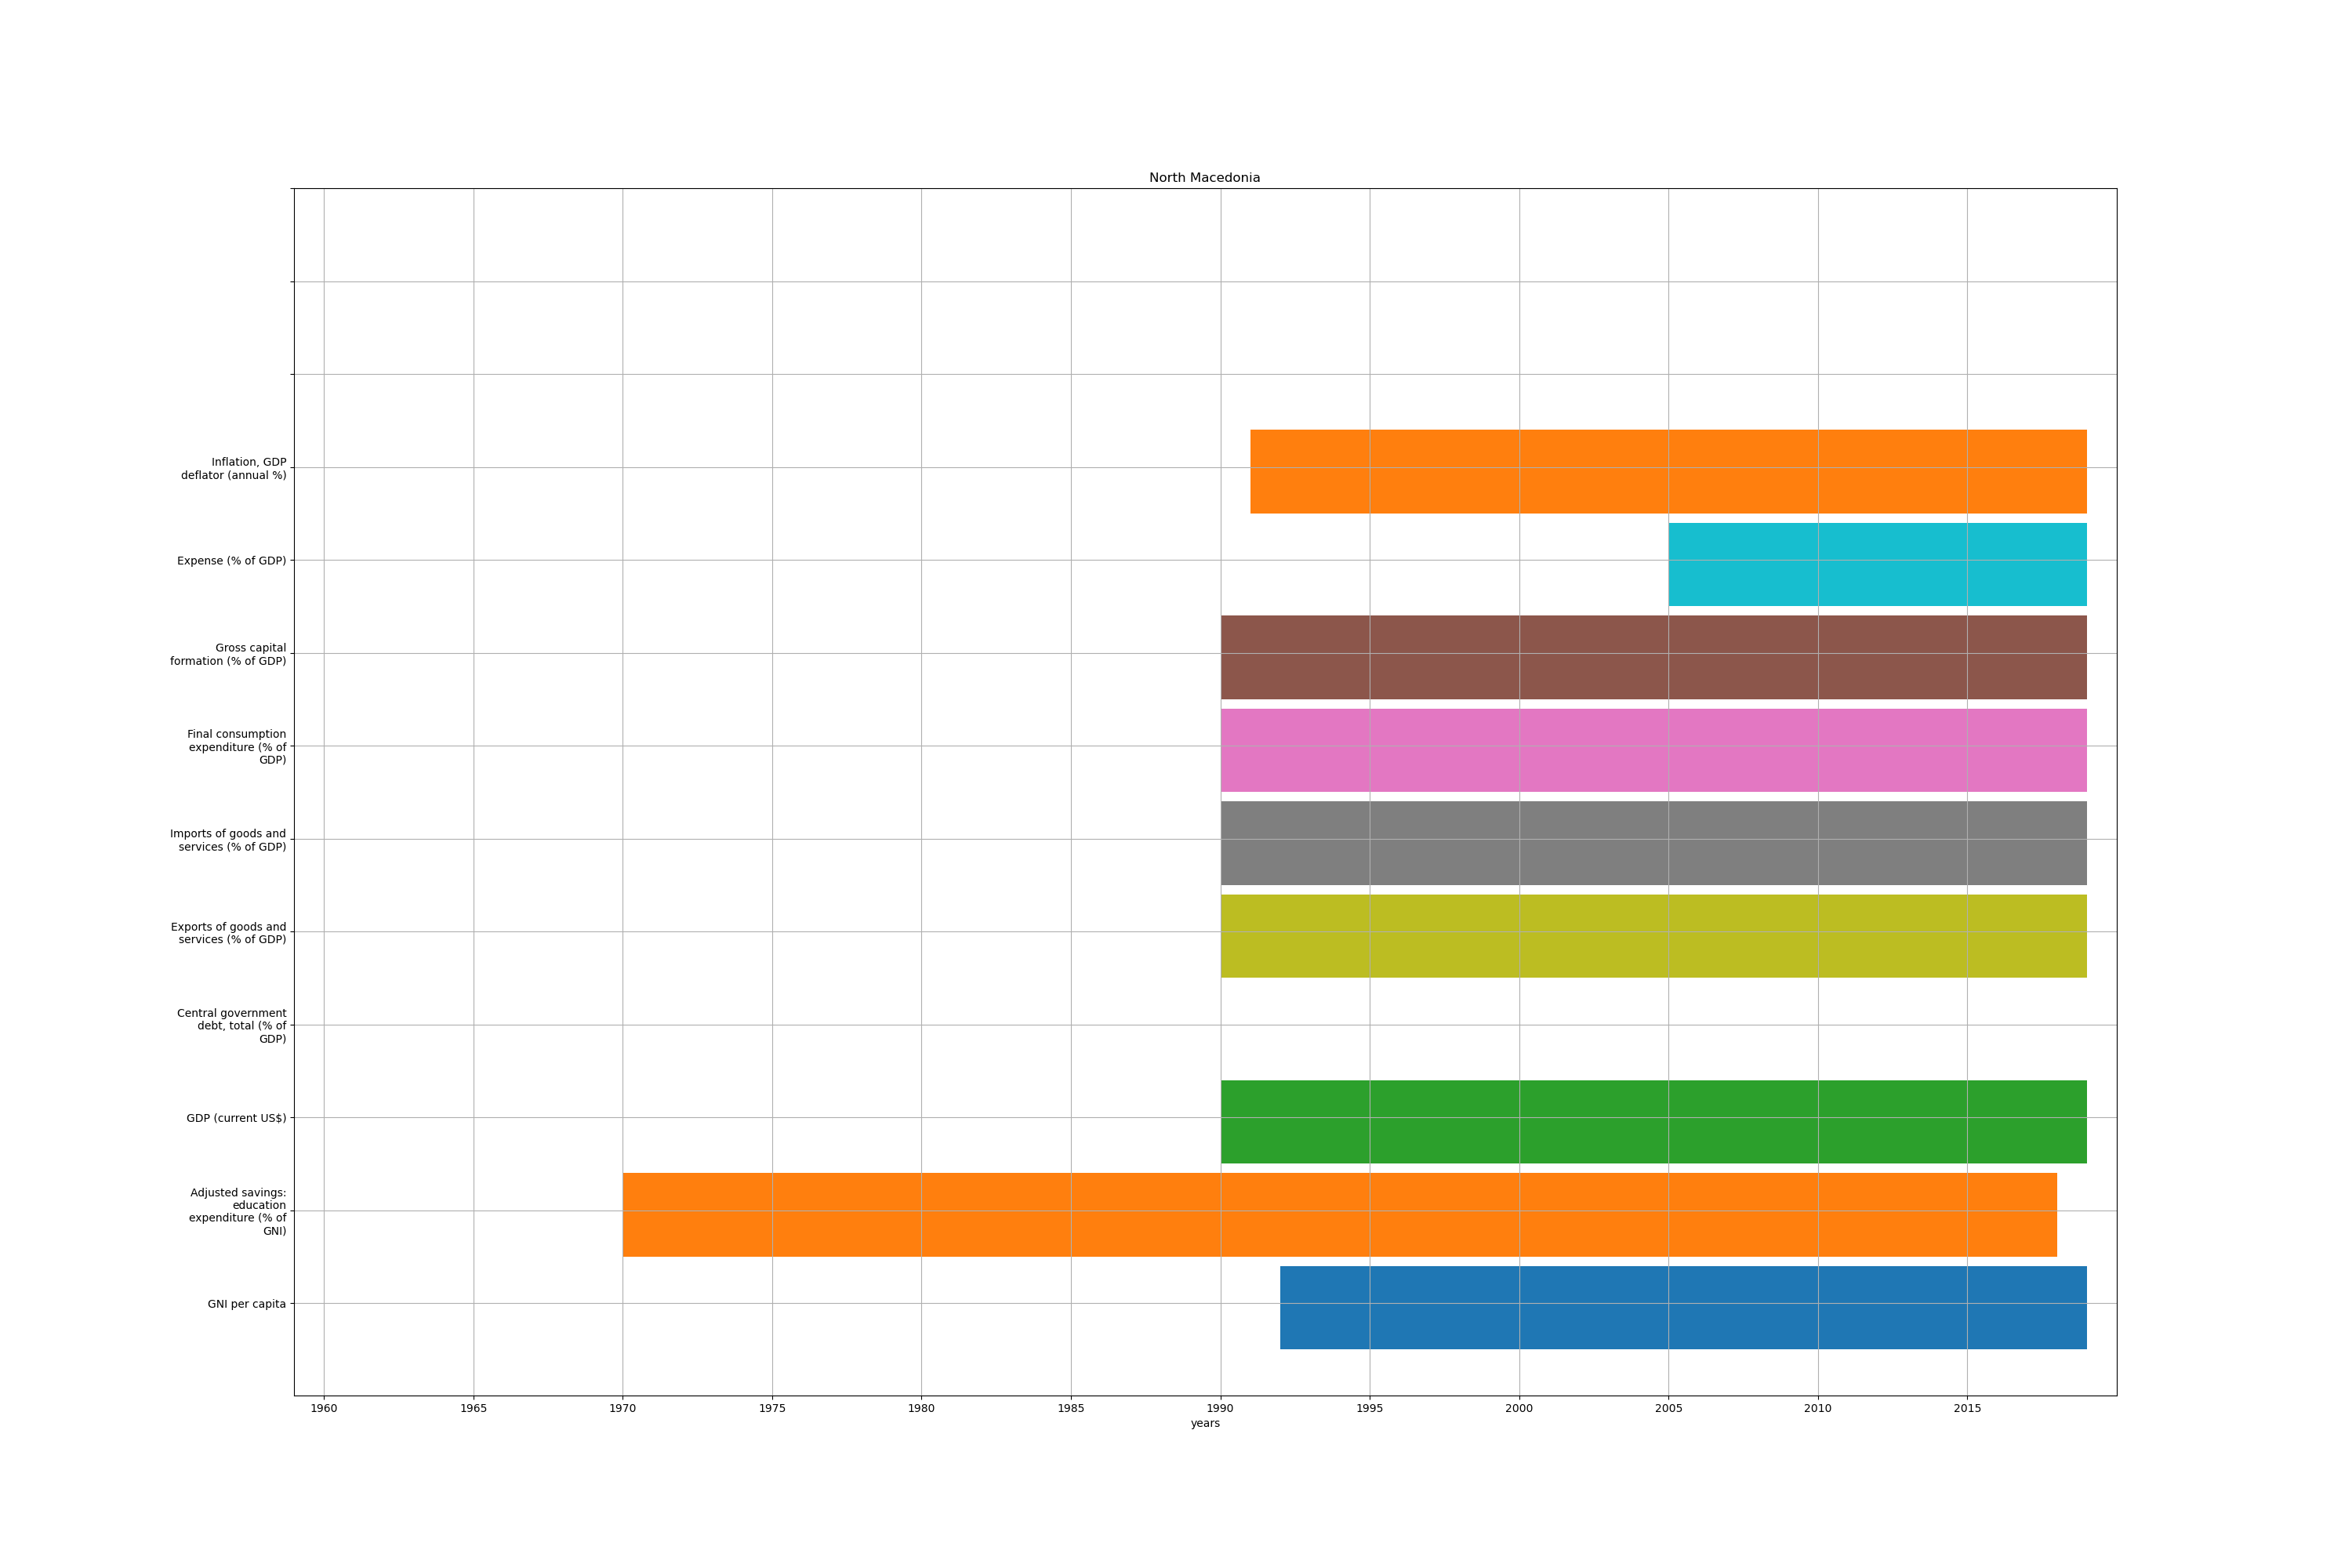 North Macedonia
Inflation, GDP
deflator (annual %)
Expense (% of GDP)
Gross capital
formation (% of GDP)
Final consumption
expenditure (% of
GDP)
Imports of goods and
services (% of GDP)
Exports of goods and
services (% of GDP)
Central government
debt, total (% of
GDP)
GDP (current US$)
Adjusted savings:
education
expenditure (% of
GNI)
GNI per capita
1960 1965 1970 1975 1980 1985 1990 1995 2000 2005 2010 2015
years